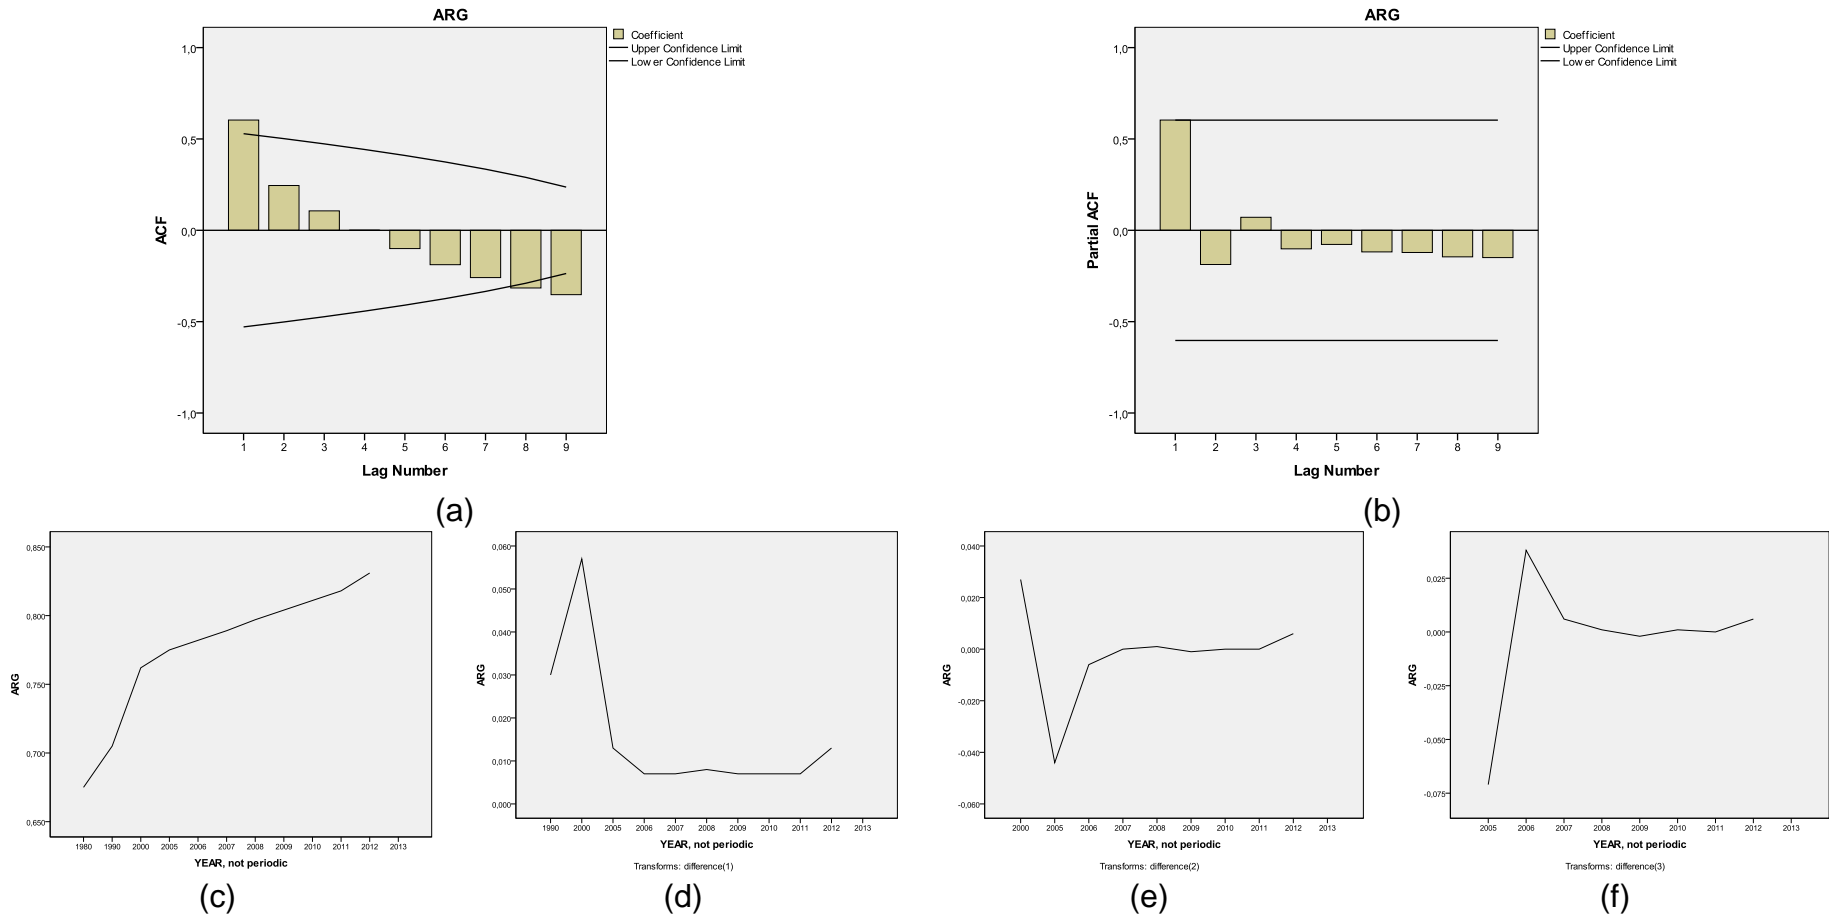 ARG
Coefficient
Upper Confidence Limit
Lower Confidence Limit
ACF
1,0
0,5
0,0
-0,5
-1,0
1 2 3 4 5 6 7 8 9
Lag Number
(a)
ARG
Coefficient
Upper Confidence Limit
Lower Confidence Limit
Partial ACF
1,0
0,5
0,0
-0,5
-1,0
1 2 3 4 5 6 7 8 9
Lag Number
(b)
ARG
0,850
0,800
0,750
0,700
0,650
1980 1990 2000 2005 2006 2007 2008 2009 2010 2011 2012 2013
YEAR, not periodic
(c)
ARG
0,060
0,050
0,040
0,030
0,020
0,010
0,000
1990 2000 2005 2006 2007 2008 2009 2010 2011 2012 2013
YEAR, not periodic
Transforms: difference(1)
(d)
ARG
0,040
0,020
0,000
-0,020
-0,040
-0,060
2000 2005 2006 2007 2008 2009 2010 2011 2012 2013
YEAR, not periodic
Transforms: difference(2)
(e)
ARG
0,025
0,000
-0,025
-0,050
-0,075
2005 2006 2007 2008 2009 2010 2011 2012 2013
YEAR, not periodic
Transforms: difference(3)
(f)